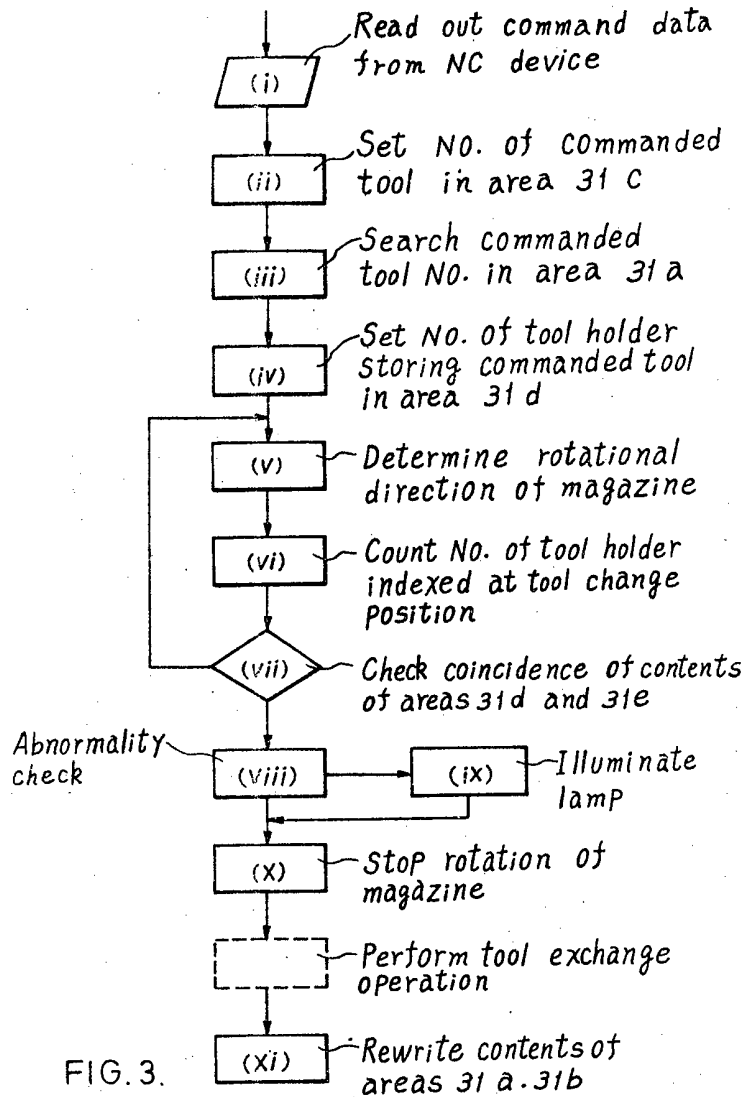 Read out command data
from NC device
(i)
Set NO. of commanded
tool in area 31 C
(ii)
Search commanded
tool NO. in area 31 a
(iii)
Set NO. of tool holder
storing commanded tool
in area 31 d
(iv)
(v)
Determine rotational
direction of magazine
(vi)
Count NO. of tool holder
indexed at tool change
position
(vii)
Check coincidence of contents
of areas 31d and 31e
Abnormality
check
(viii)
(ix)
Illuminate
lamp
(x)
Stop rotation of
magazine
Perform tool exchange
operation
(xi)
Rewrite contents of
areas 31 a.31b
FIG. 3.